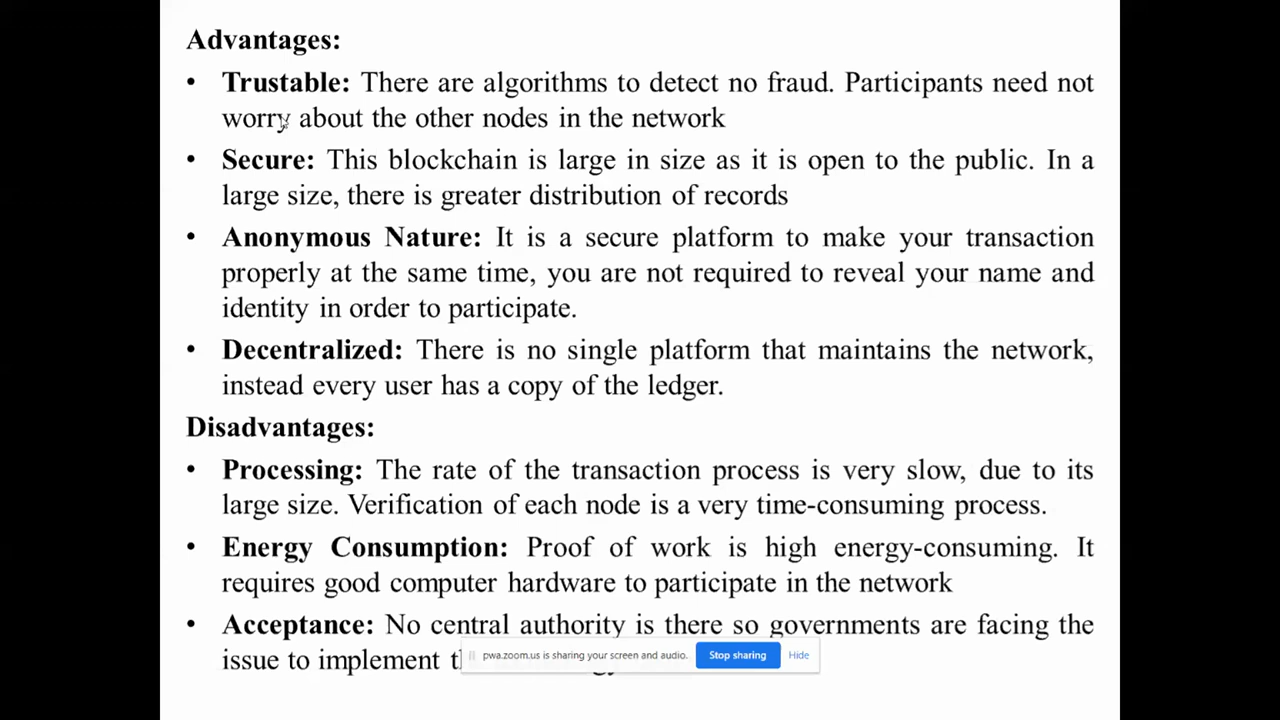 Advantages:
• Trustable: There are algorithms to detect no fraud. Participants need not
worry about the other nodes in the network
• Secure: This blockchain is large in size as it is open to the public. In a
large size, there is greater distribution of records
• Anonymous Nature: It is a secure platform to make your transaction
properly at the same time, you are not required to reveal your name and
identity in order to participate.
• Decentralized: There is no single platform that maintains the network,
instead every user has a copy of the ledger.
Disadvantages:
• Processing: The rate of the transaction process is very slow, due to its
large size. Verification of each node is a very time-consuming process.
• Energy Consumption: Proof of work is high energy-consuming. It
requires good computer hardware to participate in the network
• Acceptance: No central authority is there so governments are facing the
issue to implement
pwa.zoom.us is sharing your screen and audio. Stop sharing Hide